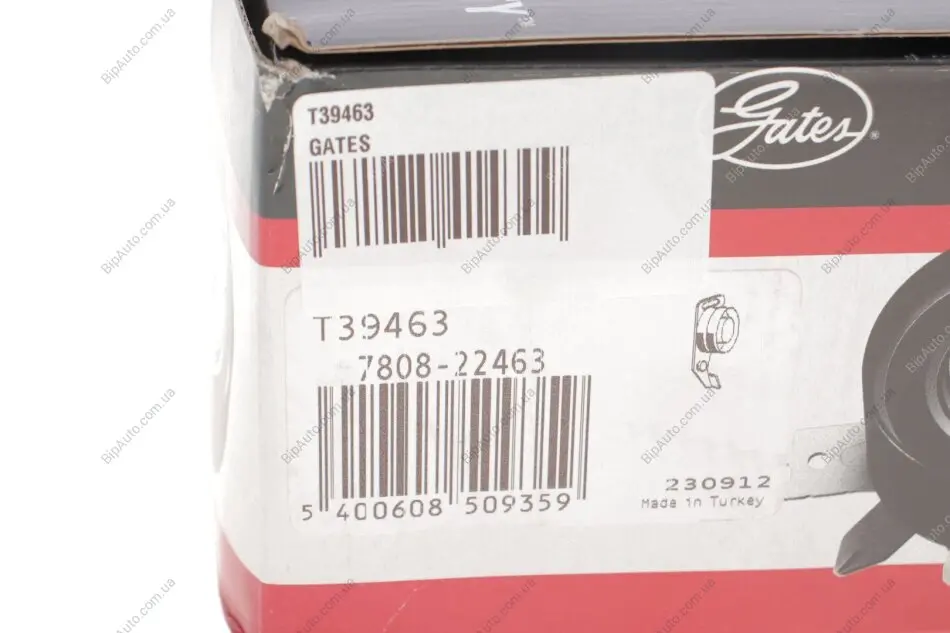 Y
T39463
GATES
Gates®
T39463
7808-22463
5 400608 509359
230912
Made in Turkey
BipAuto.com.ua